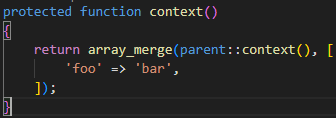 protected function context()
{
    return array_merge(parent::context(), [
        'foo' => 'bar',
    ]);
}